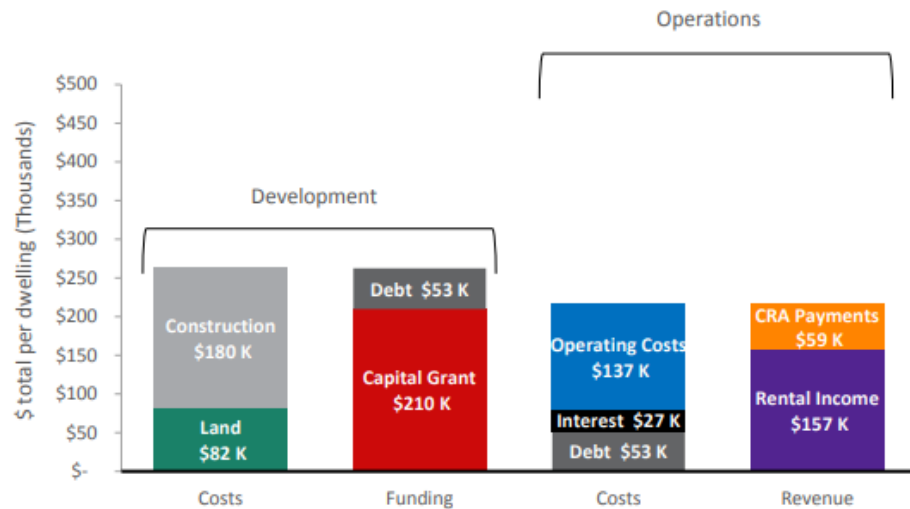 Operations
$500
$450
$400
$350
$300
$250
$200
$150
$100
$50
$-
$ total per dwelling (Thousands)
Development
Construction
$180 K
Land
$82 K
Debt $53 K
Capital Grant
$210 K
Operating Costs
$137 K
Interest $27 K
Debt $53 K
CRA Payments
$59 K
Rental Income
$157 K
Costs
Funding
Costs
Revenue